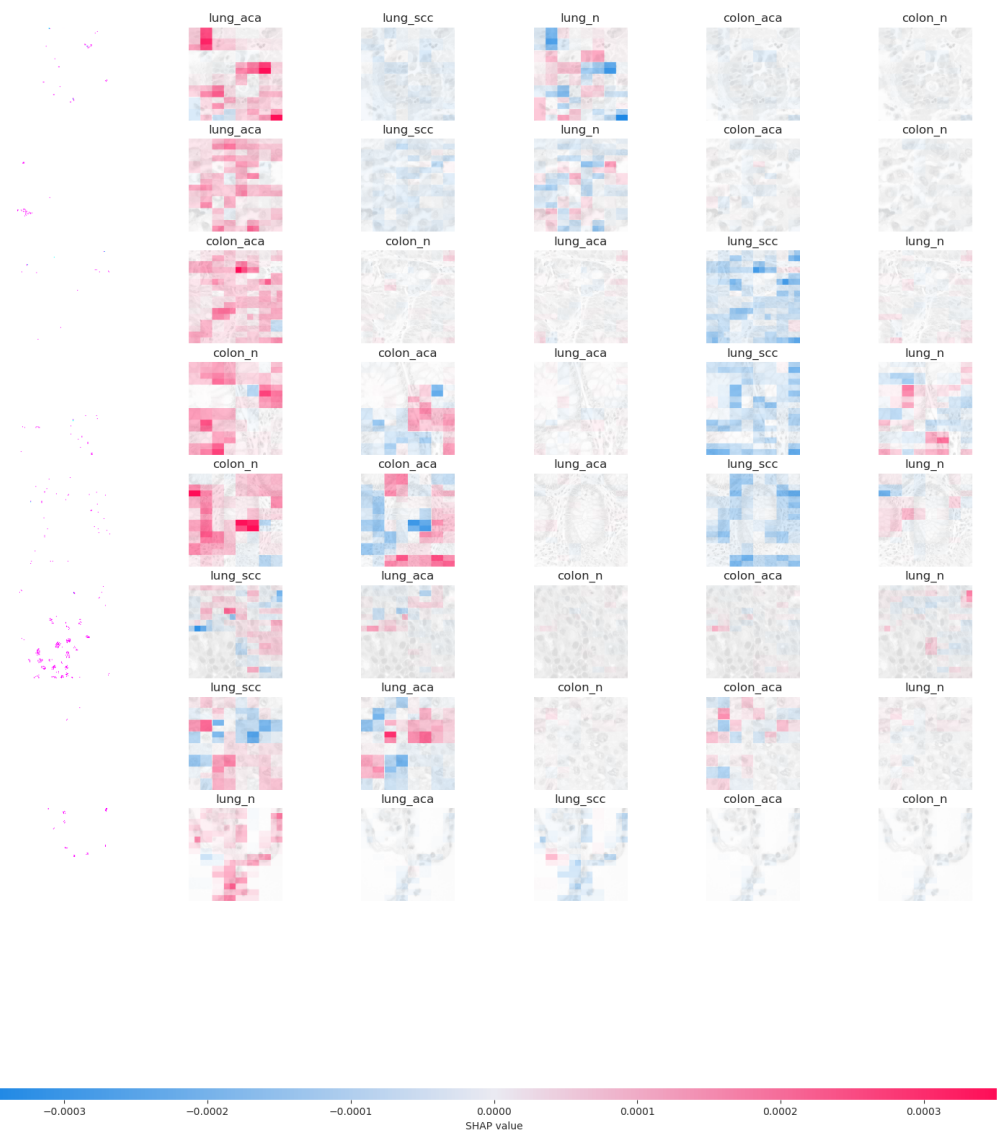 lung_aca lung_scc lung_n colon_aca colon_n
lung_aca lung_scc lung_n colon_aca colon_n
colon_aca colon_n lung_aca lung_scc lung_n
colon_n colon_aca lung_aca lung_scc lung_n
colon_n colon_aca lung_aca lung_scc lung_n
lung_scc lung_aca colon_n colon_aca lung_n
lung_scc lung_aca colon_n colon_aca lung_n
lung_n lung_aca lung_scc colon_aca colon_n
−0.0003 −0.0002 −0.0001 0.0000 0.0001 0.0002 0.0003
SHAP value